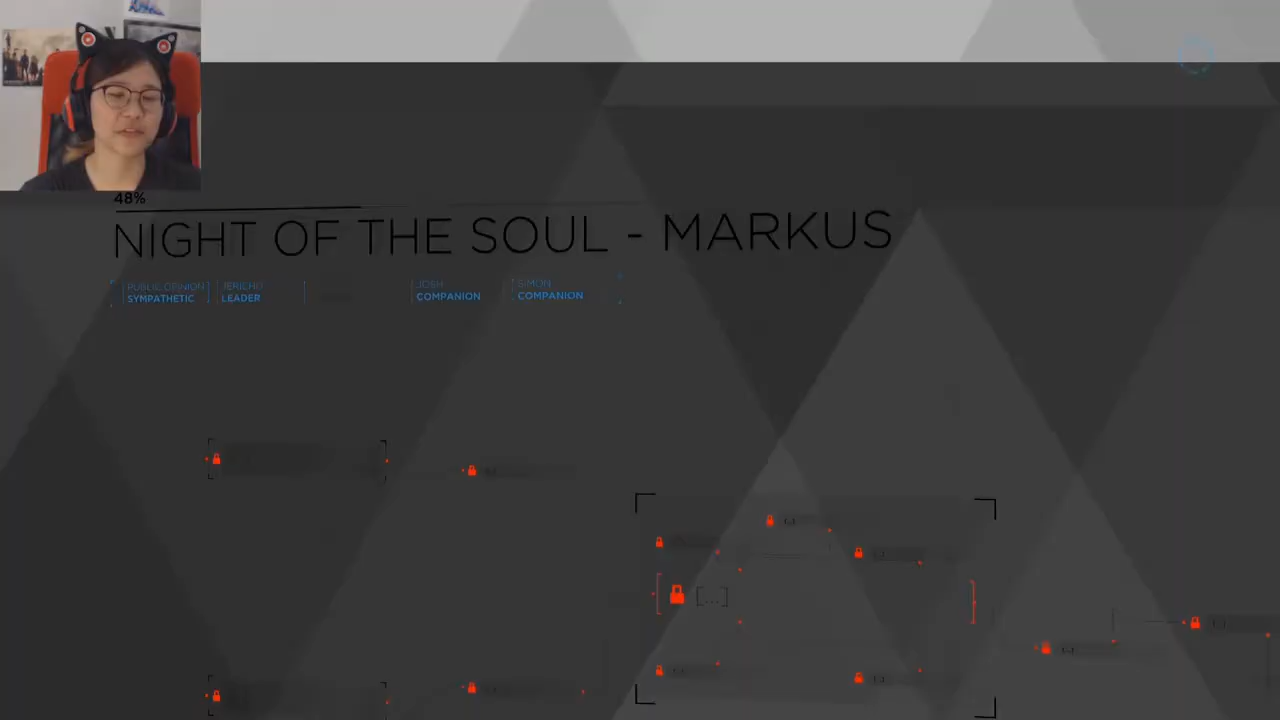 48%
NIGHT OF THE SOUL - MARKUS
PUBLIC OPINION JERICHO JOSH SIMON
SYMPATHETIC LEADER COMPANION COMPANION
[...]